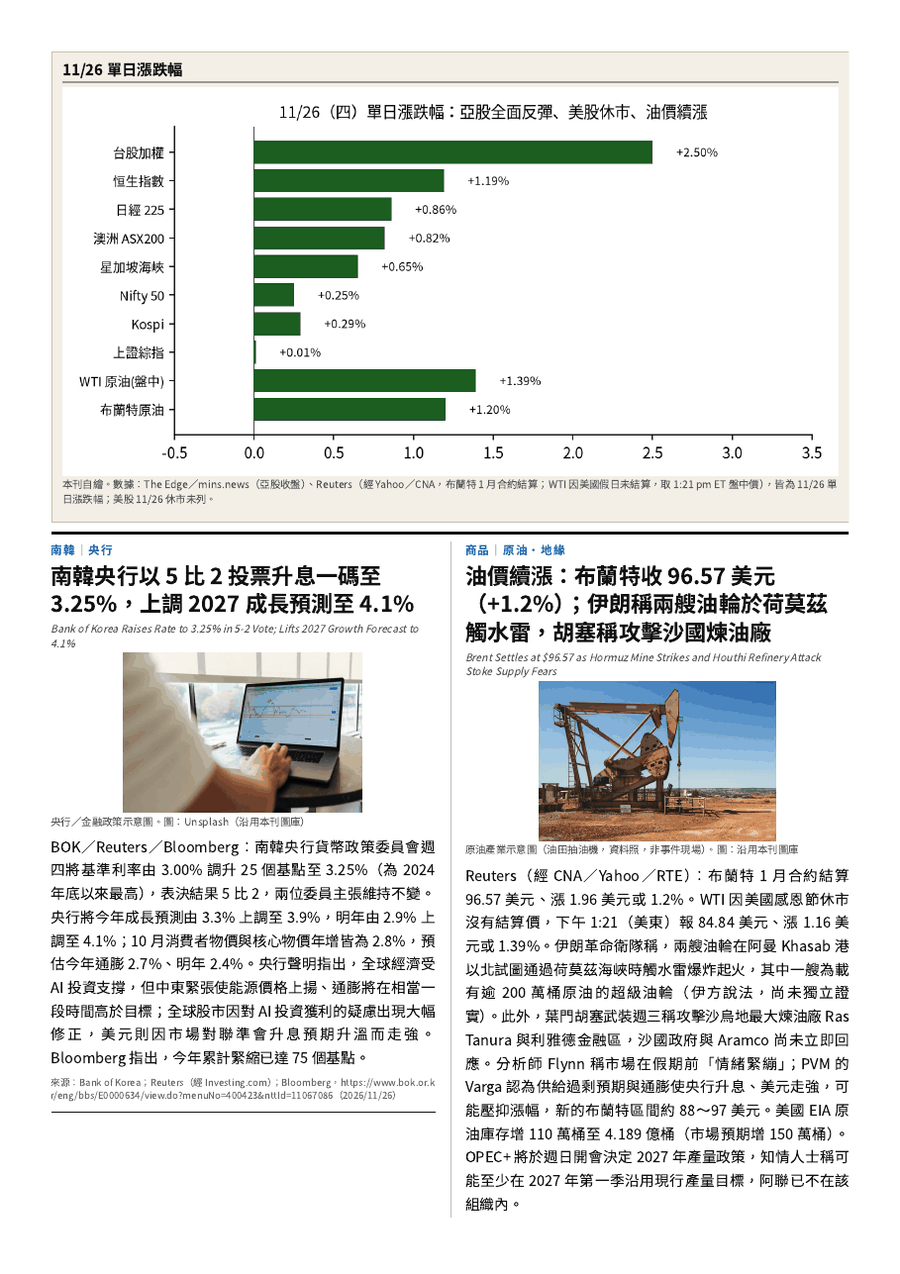 11/26 單日漲跌幅
11/26（四）單日漲跌幅：亞股全面反彈、美股休市、油價續漲
台股加權 +2.50%
恒生指數 +1.19%
日經 225 +0.86%
澳洲 ASX200 +0.82%
星加坡海峽 +0.65%
Nifty 50 +0.25%
Kospi +0.29%
上證綜指 +0.01%
WTI 原油(盤中) +1.39%
布蘭特原油 +1.20%
-0.5 0.0 0.5 1.0 1.5 2.0 2.5 3.0 3.5
本刊自繪。數據：The Edge／mins.news（亞股收盤）、Reuters（經 Yahoo／CNA，布蘭特 1 月合約結算；WTI 因美國假日未結算，取 1:21 pm ET 盤中價），皆為 11/26 單
日漲跌幅；美股 11/26 休市未列。
南韓｜央行
南韓央行以 5 比 2 投票升息一碼至
3.25%，上調 2027 成長預測至 4.1%
Bank of Korea Raises Rate to 3.25% in 5-2 Vote; Lifts 2027 Growth Forecast to
4.1%
央行／金融政策示意圖。圖：Unsplash（沿用本刊圖庫）
BOK／Reuters／Bloomberg：南韓央行貨幣政策委員會週
四將基準利率由 3.00% 調升 25 個基點至 3.25%（為 2024
年底以來最高），表決結果 5 比 2，兩位委員主張維持不變。
央行將今年成長預測由 3.3% 上調至 3.9%，明年由 2.9% 上
調至 4.1%；10 月消費者物價與核心物價年增皆為 2.8%，預
估今年通膨 2.7%、明年 2.4%。央行聲明指出，全球經濟受
AI 投資支撐，但中東緊張使能源價格上揚、通膨將在相當一
段時間高於目標；全球股市因對 AI 投資獲利的疑慮出現大幅
修正，美元則因市場對聯準會升息預期升溫而走強。
Bloomberg 指出，今年累計緊縮已達 75 個基點。
來源：Bank of Korea；Reuters（經 Investing.com）；Bloomberg，https://www.bok.or.k
r/eng/bbs/E0000634/view.do?menuNo=400423&nttId=11067086（2026/11/26）
商品｜原油・地緣
油價續漲：布蘭特收 96.57 美元
（+1.2%）；伊朗稱兩艘油輪於荷莫茲
觸水雷，胡塞稱攻擊沙國煉油廠
Brent Settles at $96.57 as Hormuz Mine Strikes and Houthi Refinery Attack
Stoke Supply Fears
原油產業示意圖（油田抽油機，資料照，非事件現場）。圖：沿用本刊圖庫
Reuters（經 CNA／Yahoo／RTE）：布蘭特 1 月合約結算
96.57 美元、漲 1.96 美元或 1.2%。WTI 因美國感恩節休市
沒有結算價，下午 1:21（美東）報 84.84 美元、漲 1.16 美
元或 1.39%。伊朗革命衛隊稱，兩艘油輪在阿曼 Khasab 港
以北試圖通過荷莫茲海峽時觸水雷爆炸起火，其中一艘為載
有逾 200 萬桶原油的超級油輪（伊方說法，尚未獨立證
實）。此外，葉門胡塞武裝週三稱攻擊沙烏地最大煉油廠 Ras
Tanura 與利雅德金融區，沙國政府與 Aramco 尚未立即回
應。分析師 Flynn 稱市場在假期前「情緒緊繃」；PVM 的
Varga 認為供給過剩預期與通膨使央行升息、美元走強，可
能壓抑漲幅，新的布蘭特區間約 88～97 美元。美國 EIA 原
油庫存增 110 萬桶至 4.189 億桶（市場預期增 150 萬桶）。
OPEC+ 將於週日開會決定 2027 年產量政策，知情人士稱可
能至少在 2027 年第一季沿用現行產量目標，阿聯已不在該
組織內。